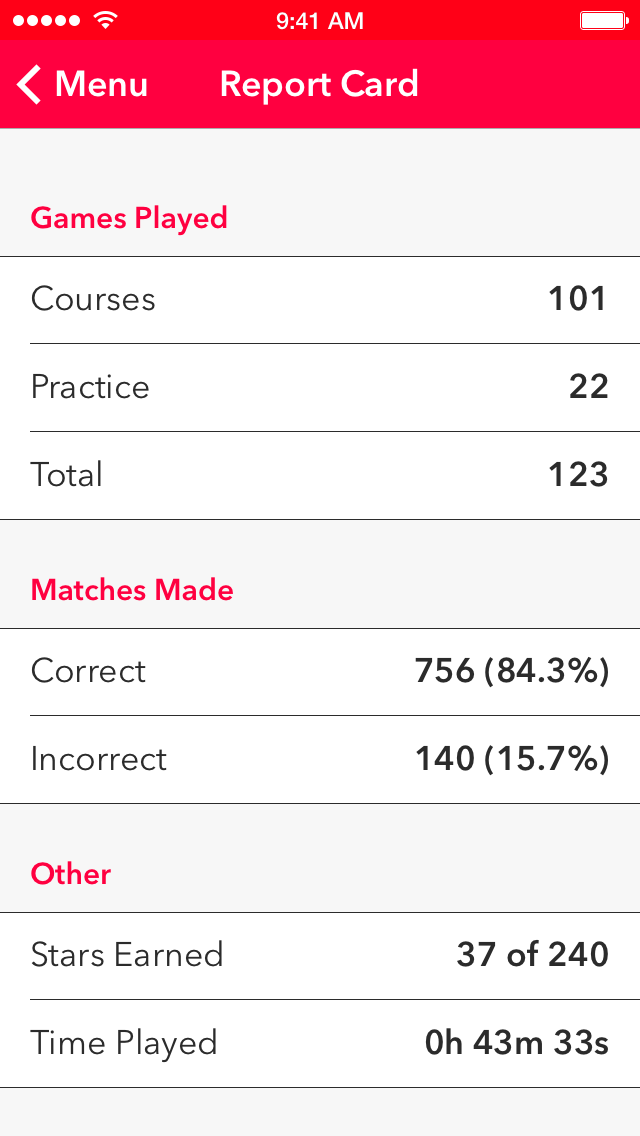 9:41 AM
Menu Report Card
Games Played
Courses 101
Practice 22
Total 123
Matches Made
Correct 756 (84.3%)
Incorrect 140 (15.7%)
Other
Stars Earned 37 of 240
Time Played 0h 43m 33s